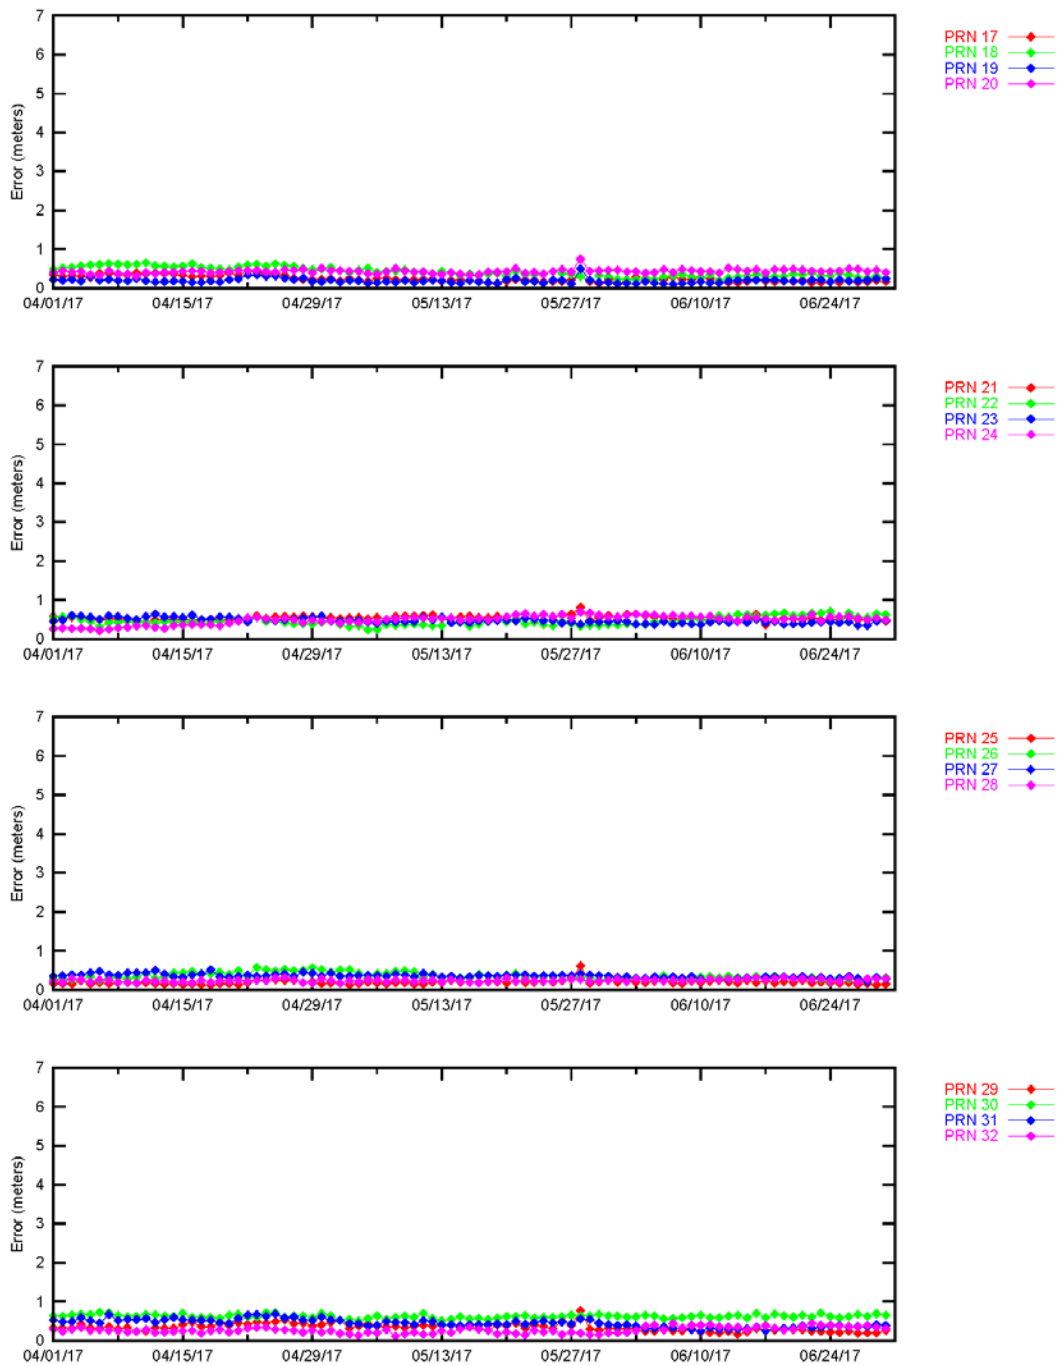 7
6
5
4
3
2
1
0
Error (meters)
04/01/17 04/15/17 04/29/17 05/13/17 05/27/17 06/10/17 06/24/17
PRN 17
PRN 18
PRN 19
PRN 20
7
6
5
4
3
2
1
0
Error (meters)
04/01/17 04/15/17 04/29/17 05/13/17 05/27/17 06/10/17 06/24/17
PRN 21
PRN 22
PRN 23
PRN 24
7
6
5
4
3
2
1
0
Error (meters)
04/01/17 04/15/17 04/29/17 05/13/17 05/27/17 06/10/17 06/24/17
PRN 25
PRN 26
PRN 27
PRN 28
7
6
5
4
3
2
1
0
Error (meters)
04/01/17 04/15/17 04/29/17 05/13/17 05/27/17 06/10/17 06/24/17
PRN 29
PRN 30
PRN 31
PRN 32